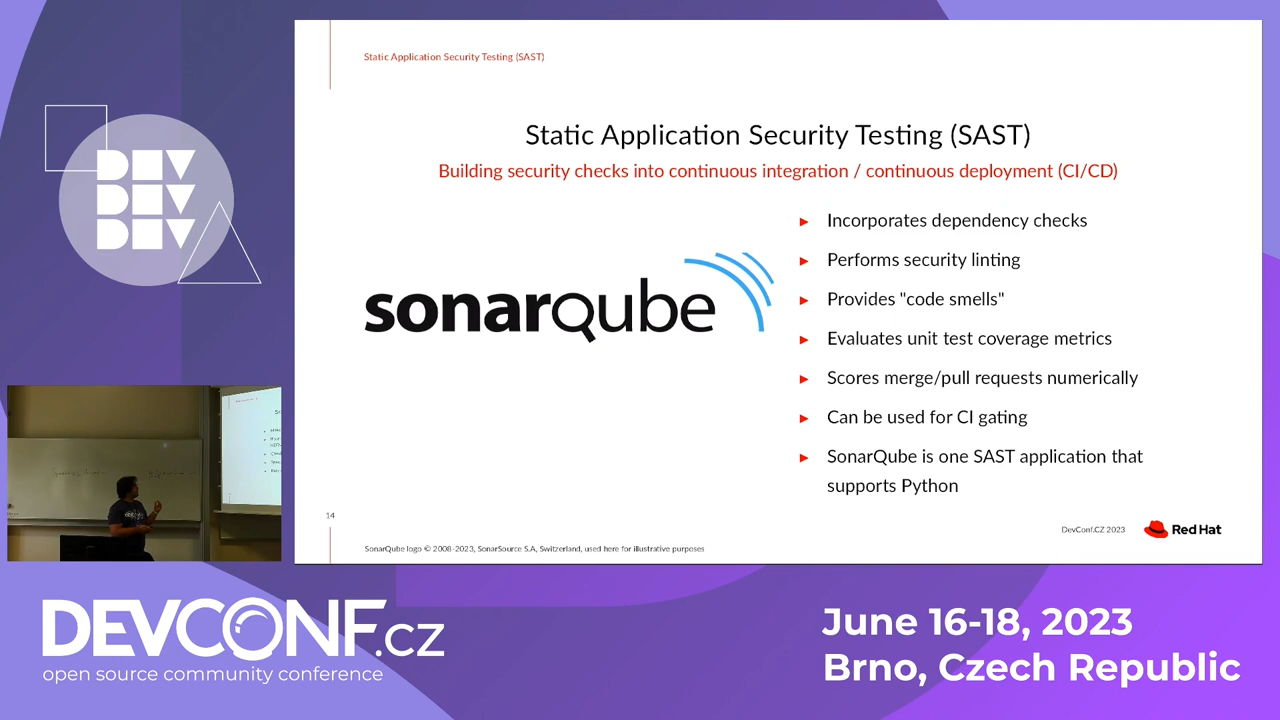 DEV
DEV
DEV
Static Application Security Testing (SAST)
Static Application Security Testing (SAST)
Building security checks into continuous integration / continuous deployment (CI/CD)
sonarqube
Incorporates dependency checks
Performs security linting
Provides "code smells"
Evaluates unit test coverage metrics
Scores merge/pull requests numerically
Can be used for CI gating
SonarQube is one SAST application that
supports Python
14
DevConf.CZ 2023
Red Hat
SonarQube logo © 2008-2023, SonarSource S.A, Switzerland, used here for illustrative purposes
DEVCONF.cz
open source community conference
June 16-18, 2023
Brno, Czech Republic